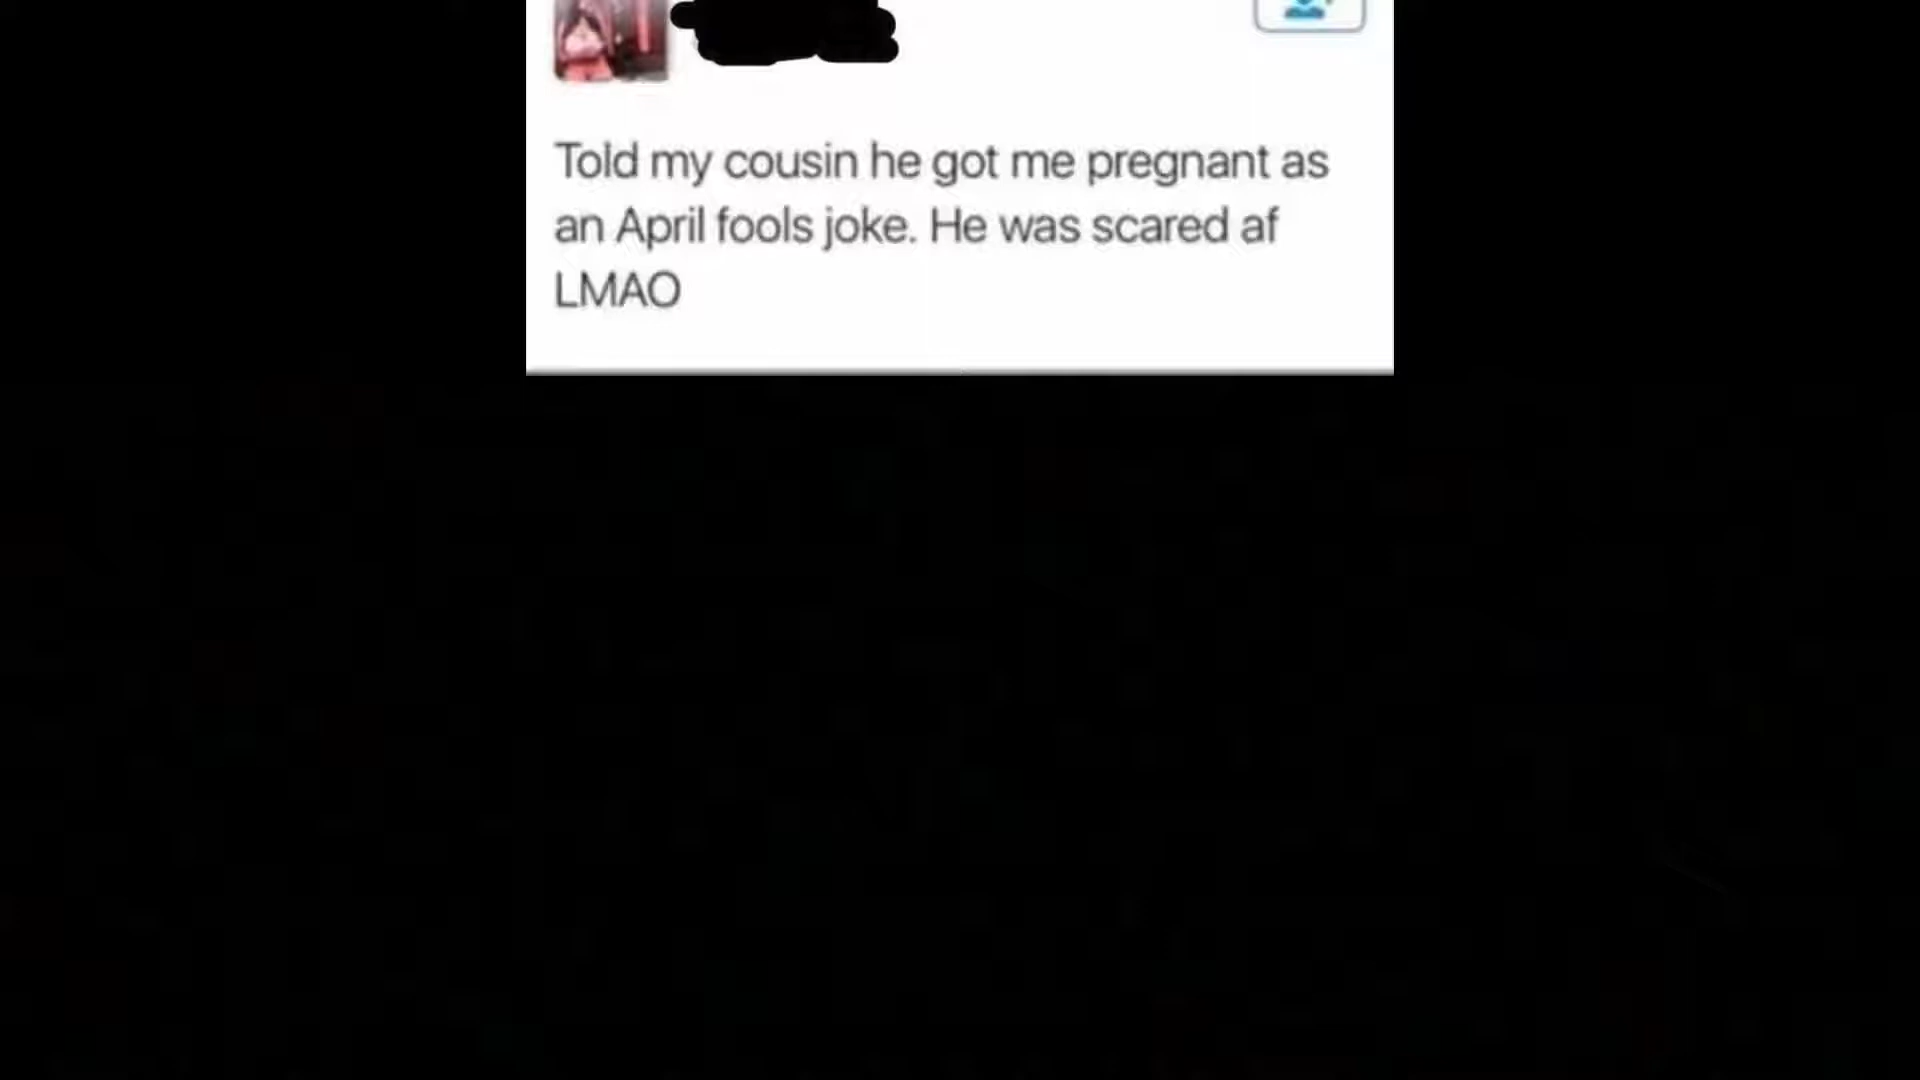 Told my cousin he got me pregnant as
an April fools joke. He was scared af
LMAO